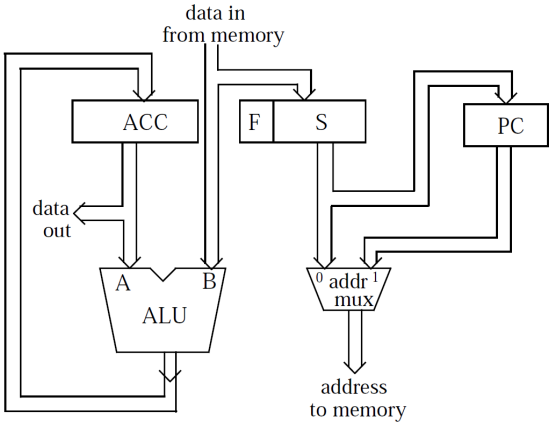 data in
from memory
ACC
F S
PC
data
out
A B
0 addr 1
mux
ALU
address
to memory